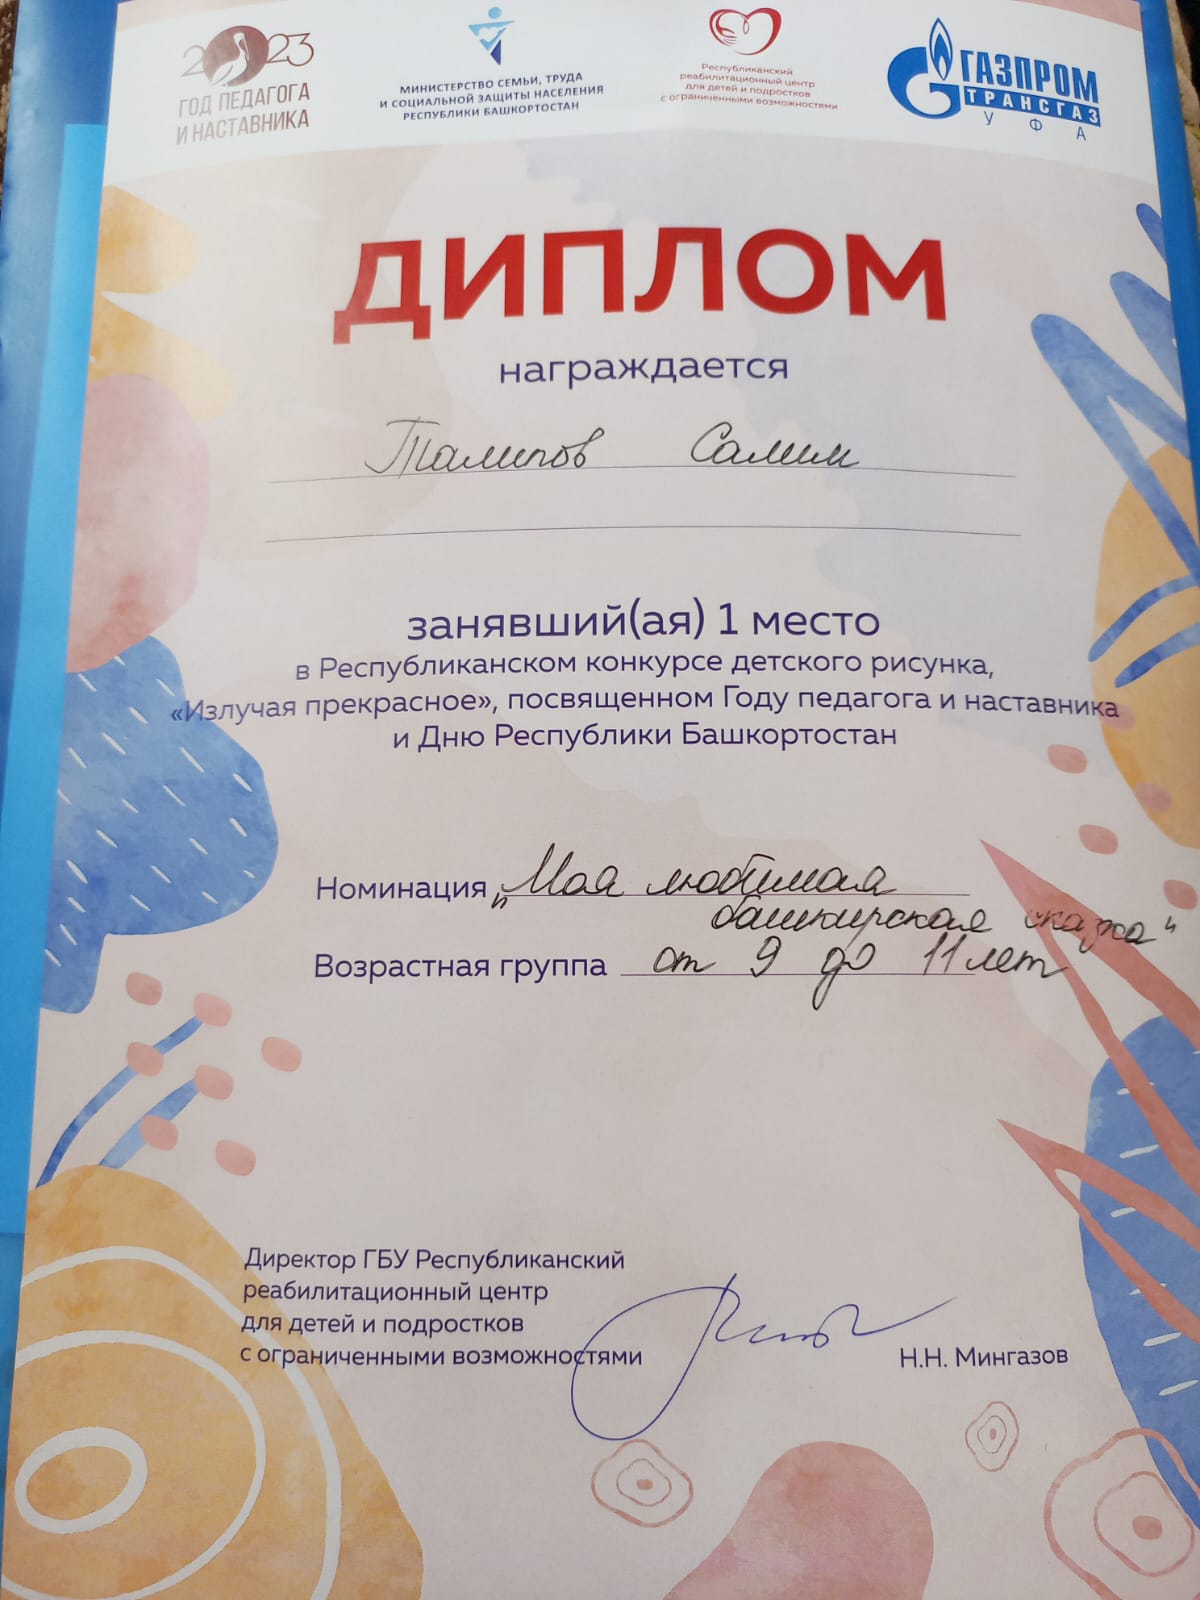 2023
ГОД ПЕДАГОГА
И НАСТАВНИКА
МИНИСТЕРСТВО СЕМЬИ, ТРУДА
И СОЦИАЛЬНОЙ ЗАЩИТЫ НАСЕЛЕНИЯ
РЕСПУБЛИКИ БАШКОРТОСТАН
Республиканский
реабилитационный центр
для детей и подростков
с ограниченными возможностями
ГАЗПРОМ
ТРАНСГАЗ
УФА
ДИПЛОМ
награждается
Талипов Салим
занявший(ая) 1 место
в Республиканском конкурсе детского рисунка,
«Излучая прекрасное», посвященном Году педагога и наставника
и Дню Республики Башкортостан
Номинация „Моя любимая
башкирская сказка“
Возрастная группа от 9 до 11 лет
Директор ГБУ Республиканский
реабилитационный центр
для детей и подростков
с ограниченными возможностями
Н.Н. Мингазов